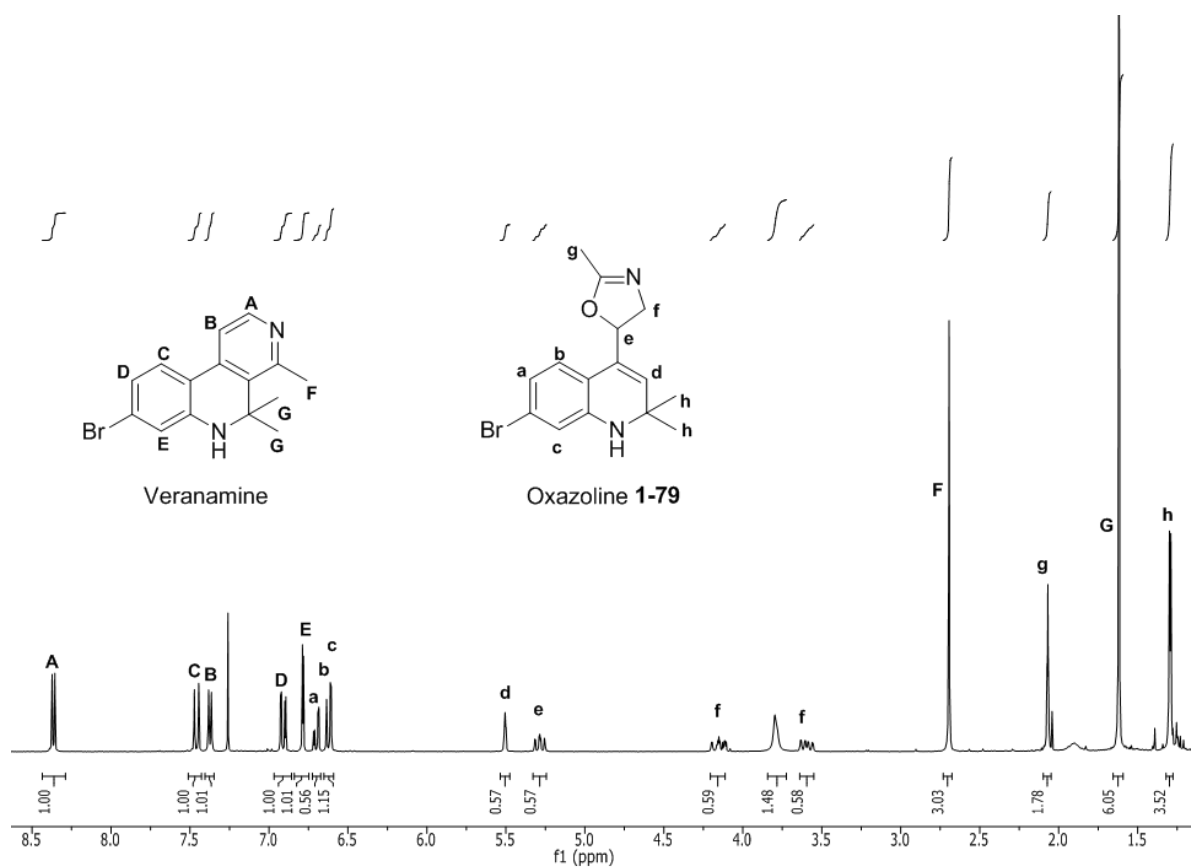 g
N
A
O
f
B
N
e
C
b
D
a
d
F
F
h
G
h
Br
Br
N
H
G
N
H
h
E
c
G
Veranamine
Oxazoline 1-79
g
E
c
A
C
B
D
b
a
d
e
f
f
1.00
1.00
1.01
1.00
1.01
0.56
1.15
0.57
0.57
0.59
1.48
0.58
3.03
1.78
6.05
3.52
8.5 8.0 7.5 7.0 6.5 6.0 5.5 5.0 4.5 4.0 3.5 3.0 2.5 2.0 1.5
f1 (ppm)